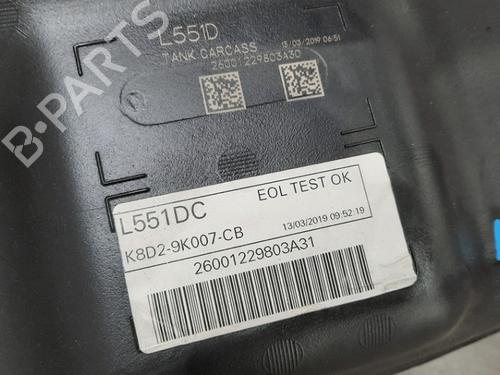 L551D
TANK CARCASS
13/03/2019 06:51
26001229803A30
L551DC
EOL TEST OK
K8D2-9K007-CB
13/03/2019 09:52:19
26001229803A31
B-PARTS